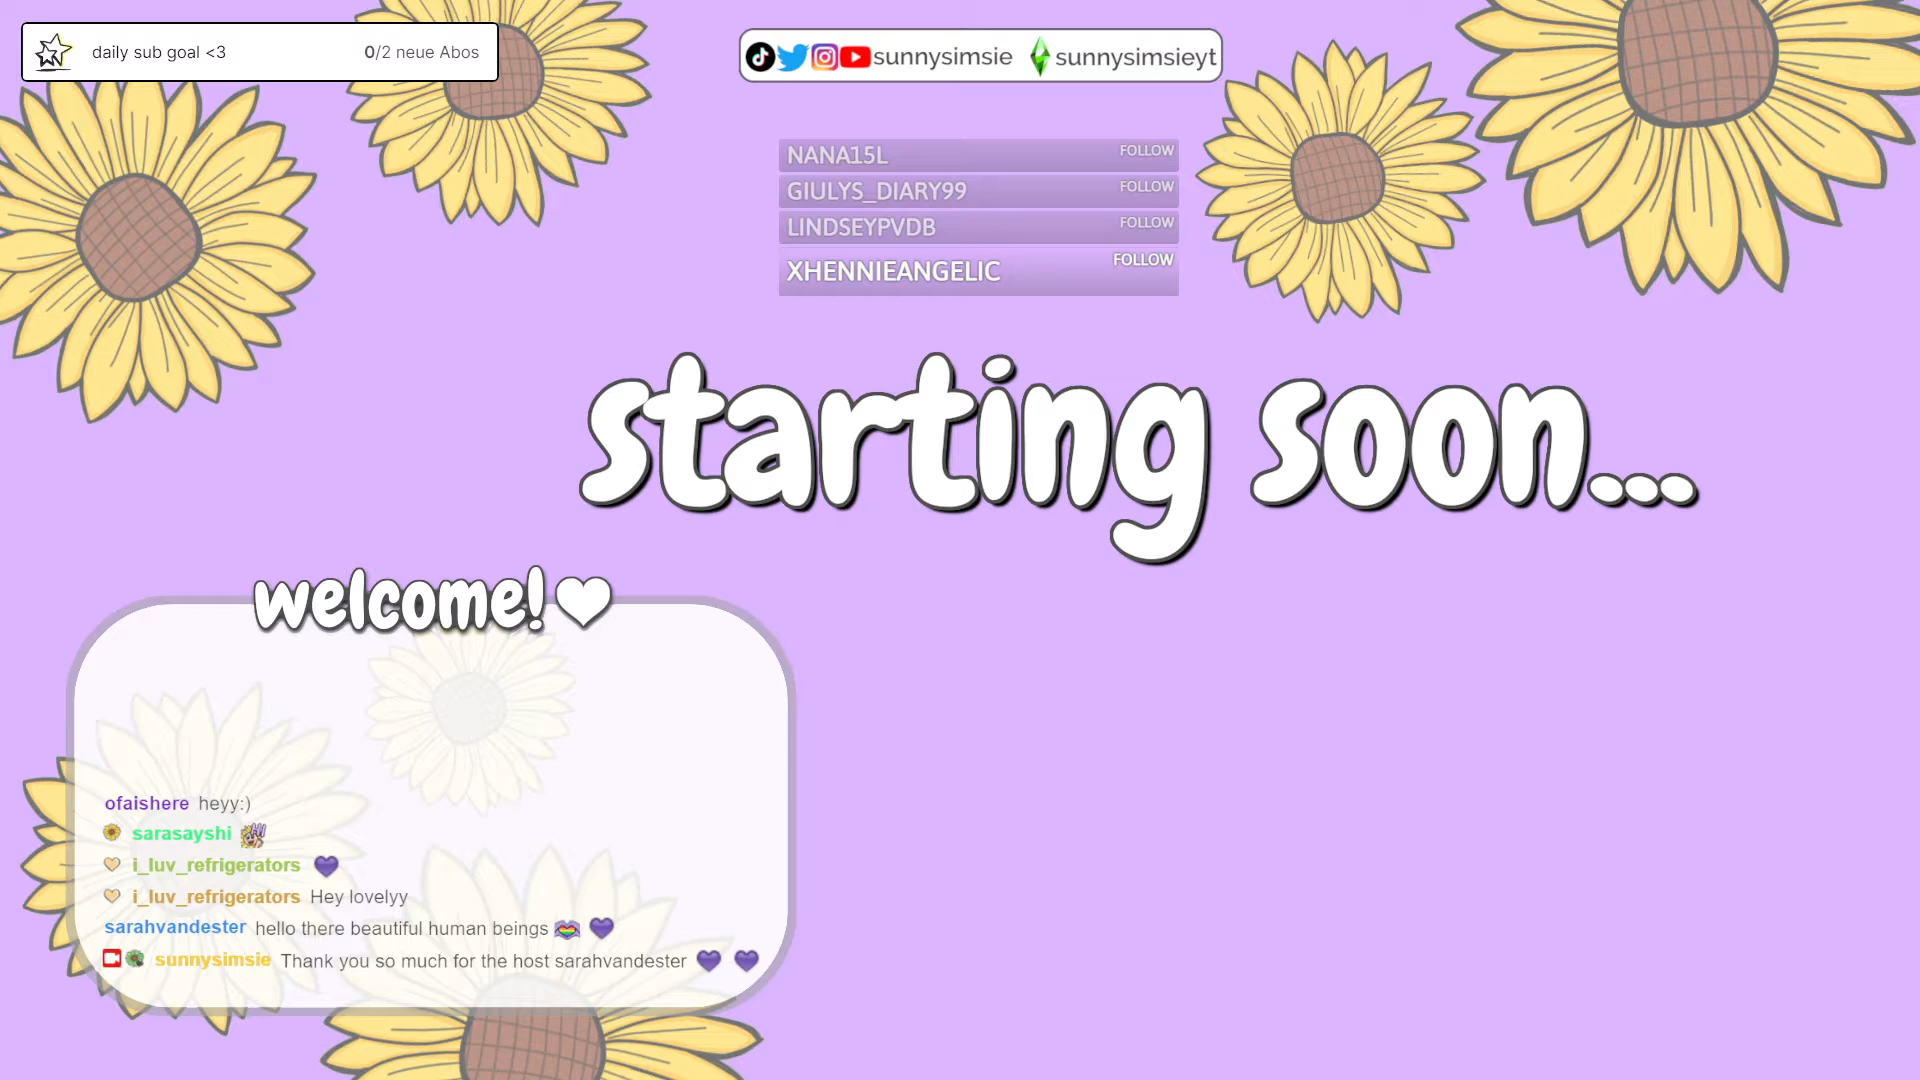 daily sub goal <3
0/2 neue Abos
sunnysimsie sunnysimsieyt
NANA15L FOLLOW
GIULYS_DIARY99 FOLLOW
LINDSEYPVDB FOLLOW
XHENNIEANGELIC FOLLOW
starting soon...
welcome!
ofaishere heyy:)
sarasayshi HI
i_luv_refrigerators
i_luv_refrigerators Hey lovelyy
sarahvandester hello there beautiful human beings
sunnysimsie Thank you so much for the host sarahvandester